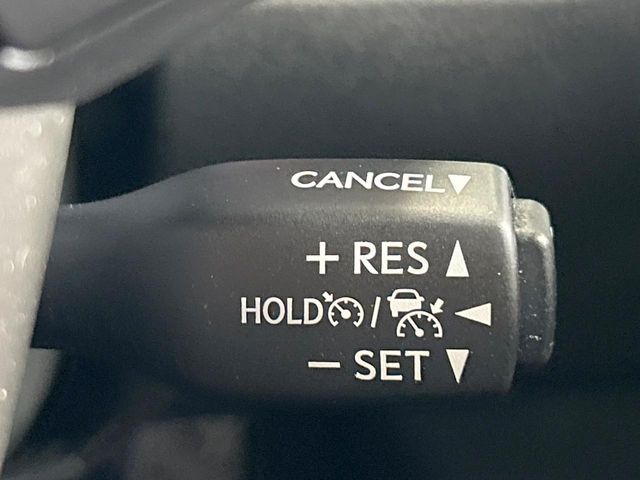 CANCEL▼
+ RES ▲
HOLD / ◀
- SET ▼